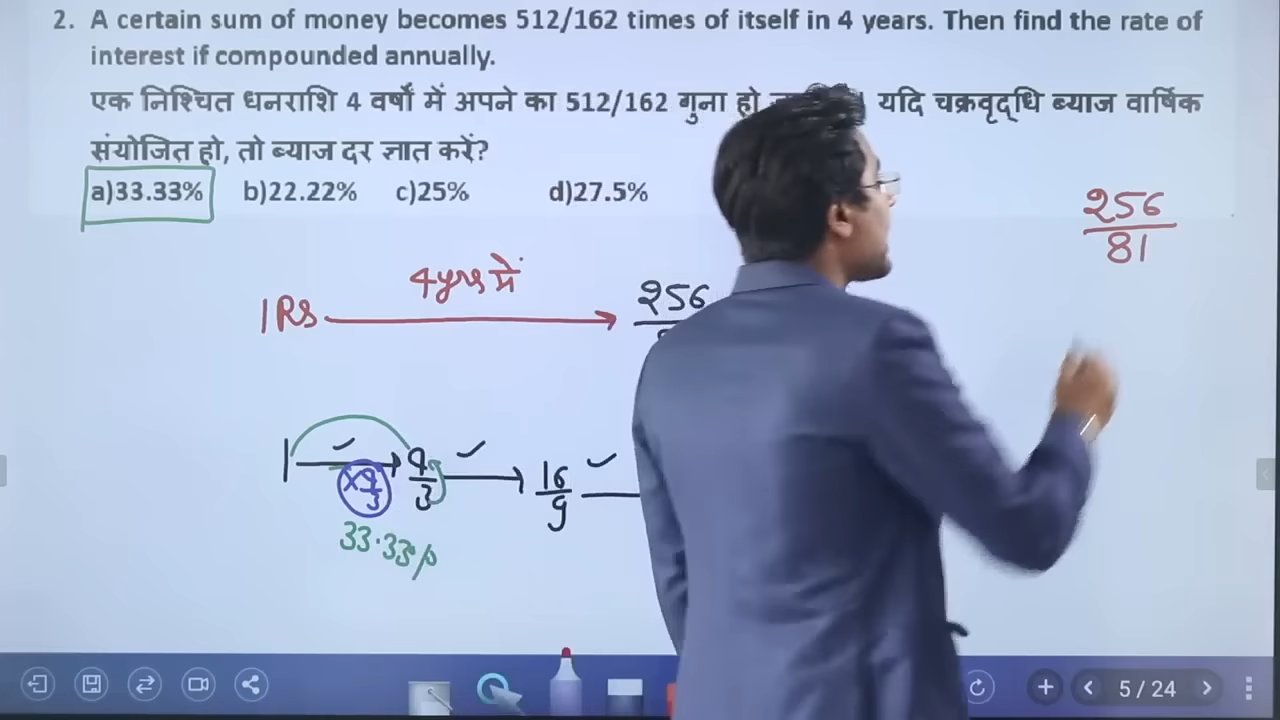 2. A certain sum of money becomes 512/162 times of itself in 4 years. Then find the rate of
interest if compounded annually.
एक निश्चित धनराशि 4 वर्षों में अपने का 512/162 गुना हो यदि चक्रवृद्धि ब्याज वार्षिक
संयोजित हो, तो ब्याज दर ज्ञात करें?
a)33.33% b)22.22% c)25% d)27.5%
256
81
4yrs में
1RS
256
1
×4/3
4/3
16/9
33.33%
5 / 24